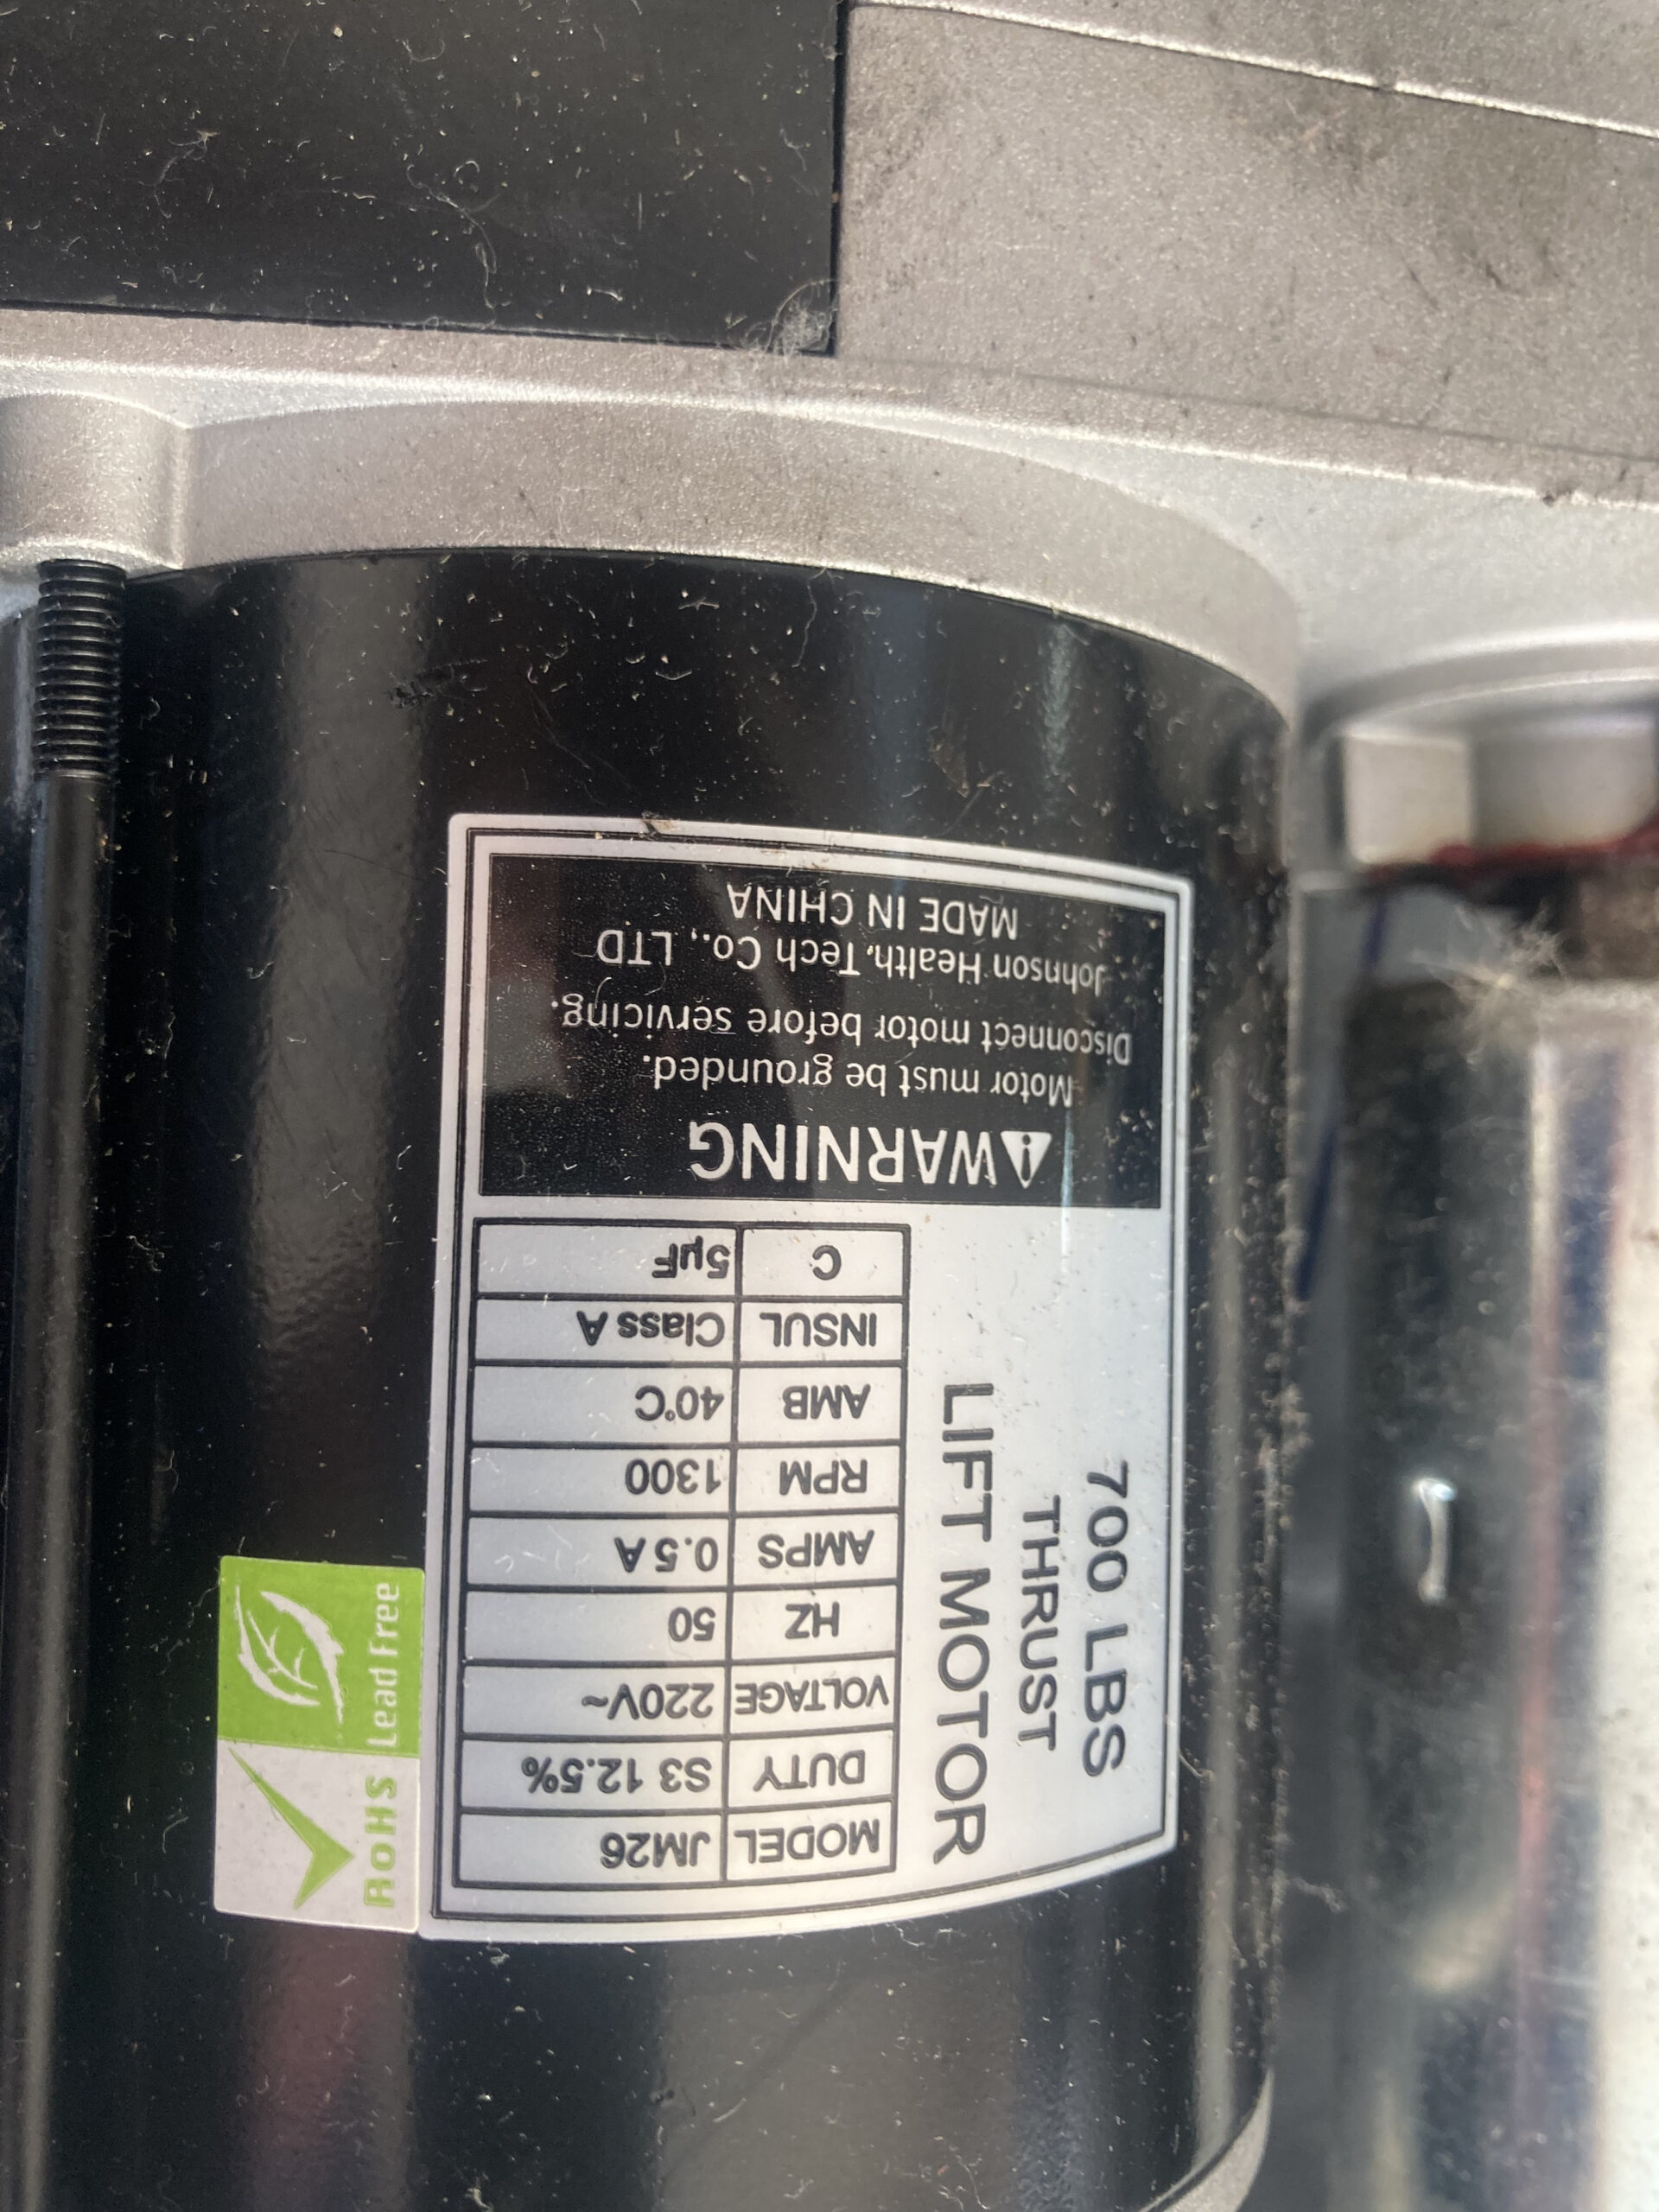 700 LBS
THRUST
LIFT MOTOR
MODEL JM26
DUTY S3 12.5%
VOLTAGE 220V~
HZ 50
AMPS 0.5 A
RPM 1300
AMB 40°C
INSUL Class A
C 5µF
WARNING
Motor must be grounded.
Disconnect motor before servicing.
Johnson Health. Tech Co., LTD
MADE IN CHINA
RoHS Lead Free